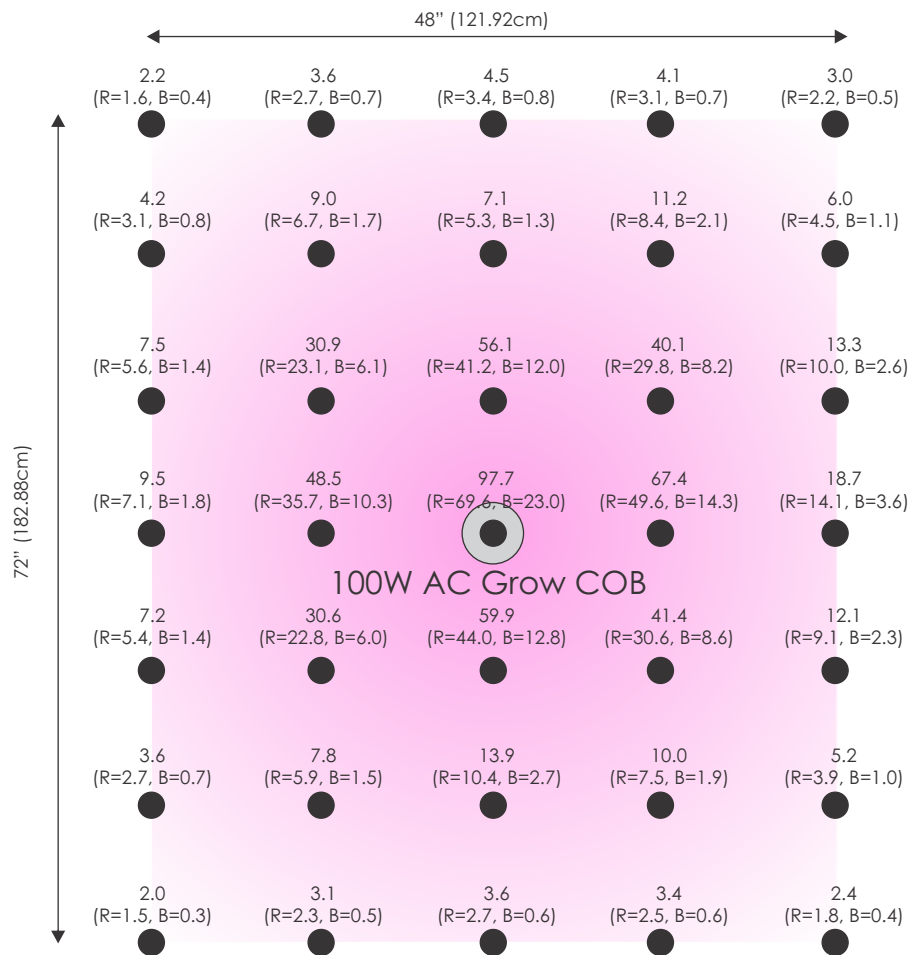 48” (121.92cm)
2.2 3.6 4.5 4.1 3.0
(R=1.6, B=0.4) (R=2.7, B=0.7) (R=3.4, B=0.8) (R=3.1, B=0.7) (R=2.2, B=0.5)
4.2 9.0 7.1 11.2 6.0
(R=3.1, B=0.8) (R=6.7, B=1.7) (R=5.3, B=1.3) (R=8.4, B=2.1) (R=4.5, B=1.1)
7.5 30.9 56.1 40.1 13.3
(R=5.6, B=1.4) (R=23.1, B=6.1) (R=41.2, B=12.0) (R=29.8, B=8.2) (R=10.0, B=2.6)
72” (182.88cm)
9.5 48.5 97.7 67.4 18.7
(R=7.1, B=1.8) (R=35.7, B=10.3) (R=69.6, B=23.0) (R=49.6, B=14.3) (R=14.1, B=3.6)
100W AC Grow COB
7.2 30.6 59.9 41.4 12.1
(R=5.4, B=1.4) (R=22.8, B=6.0) (R=44.0, B=12.8) (R=30.6, B=8.6) (R=9.1, B=2.3)
3.6 7.8 13.9 10.0 5.2
(R=2.7, B=0.7) (R=5.9, B=1.5) (R=10.4, B=2.7) (R=7.5, B=1.9) (R=3.9, B=1.0)
2.0 3.1 3.6 3.4 2.4
(R=1.5, B=0.3) (R=2.3, B=0.5) (R=2.7, B=0.6) (R=2.5, B=0.6) (R=1.8, B=0.4)